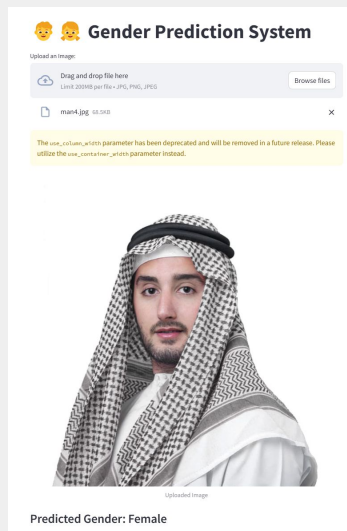 Gender Prediction System
Upload an Image:
Drag and drop file here
Limit 200MB per file • JPG, PNG, JPEG
Browse files
man4.jpg 68.5KB
The use_column_width parameter has been deprecated and will be removed in a future release. Please
utilize the use_container_width parameter instead.
Uploaded Image
Predicted Gender: Female